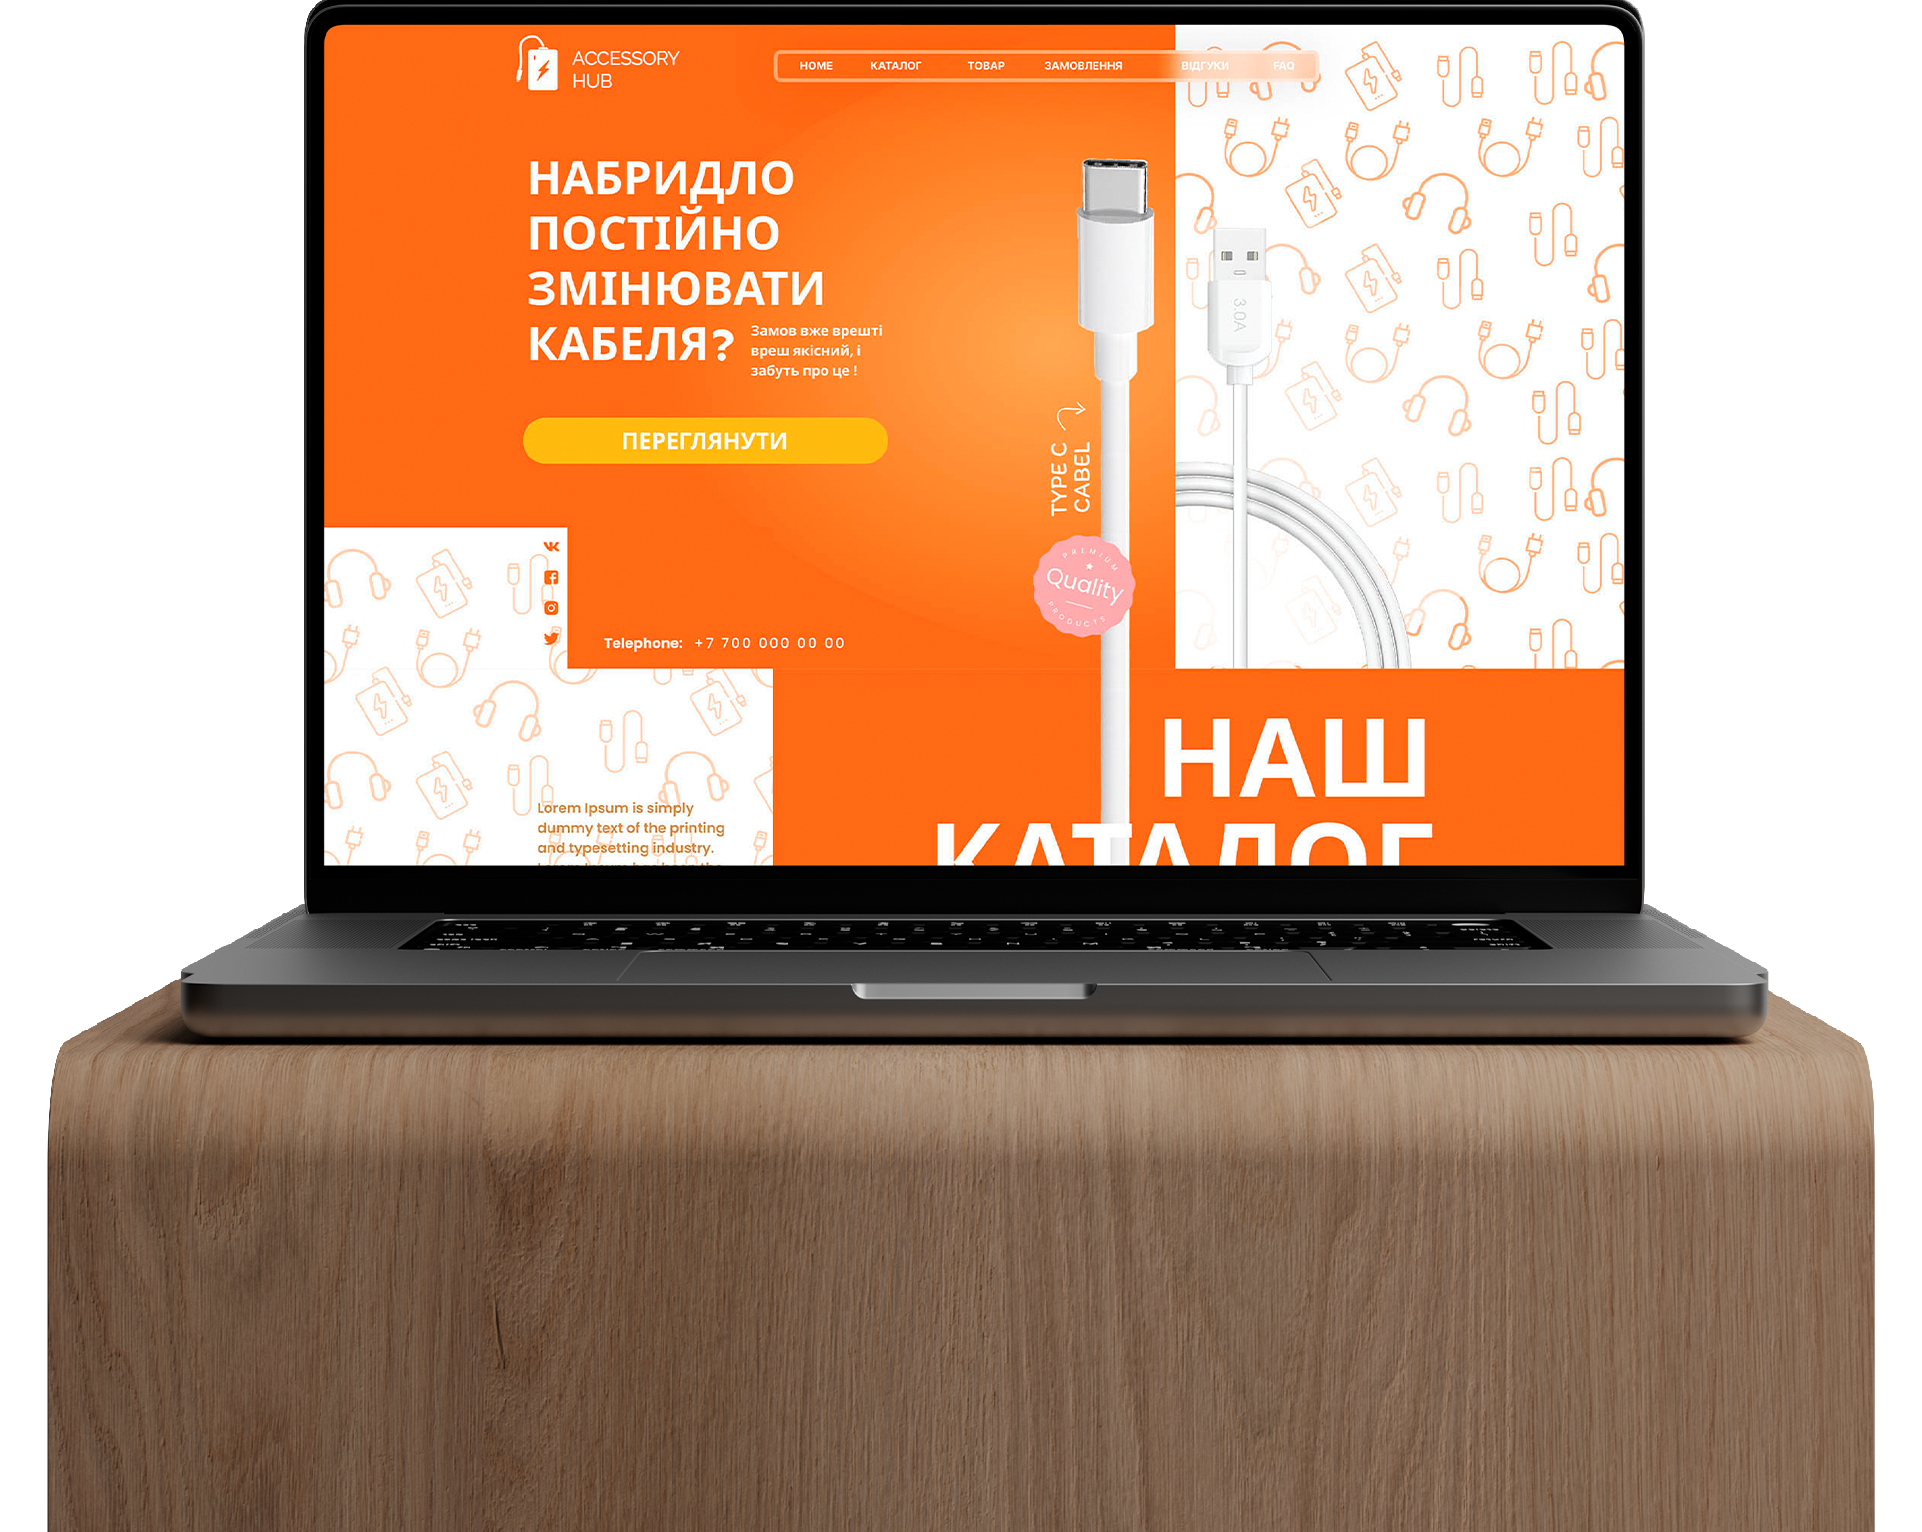 ACCESSORY
HUB
HOME КАТАЛОГ ТОВАР ЗАМОВЛЕННЯ ВІДГУКИ FAQ
НАБРИДЛО
ПОСТІЙНО
ЗМІНЮВАТИ
КАБЕЛЯ?
Замов вже врешті
вреш якісний, і
забуть про це !
ПЕРЕГЛЯНУТИ
3.0A
TYPE C
CABEL
PREMIUM
Quality
PRODUCTS
Telephone: +7 700 000 00 00
НАШ
КАТАЛОГ
Lorem Ipsum is simply
dummy text of the printing
and typesetting industry.